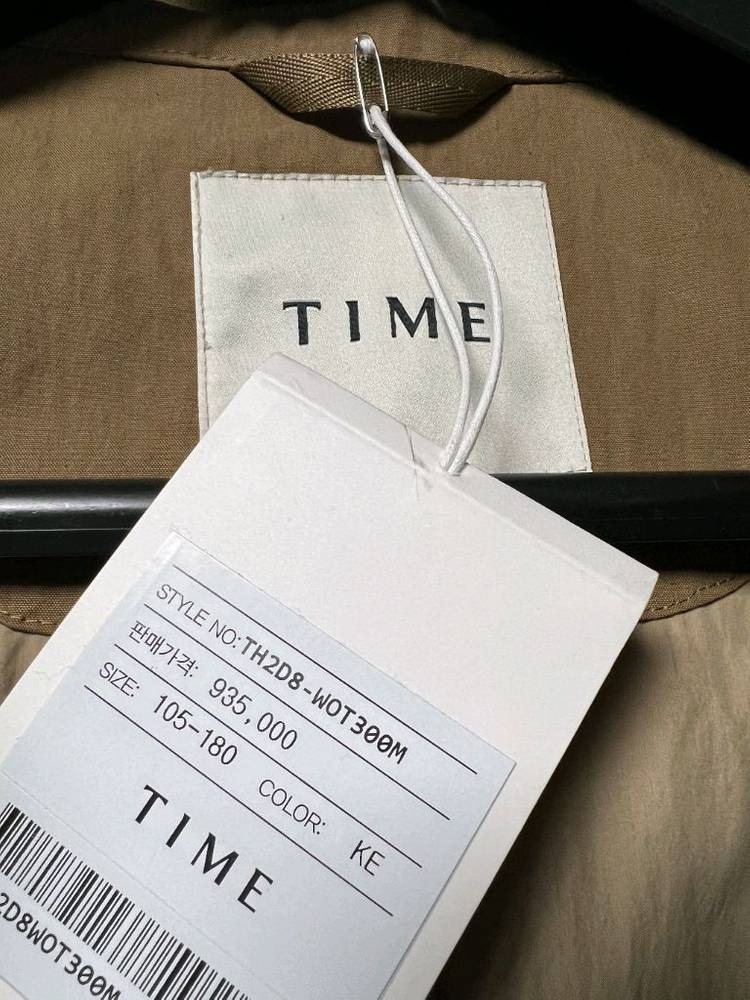 TIME
STYLE NO: TH2D8-WOT300M
판매가격: 935,000
SIZE: 105-180 COLOR: KE
TIME
2D8WOT300M